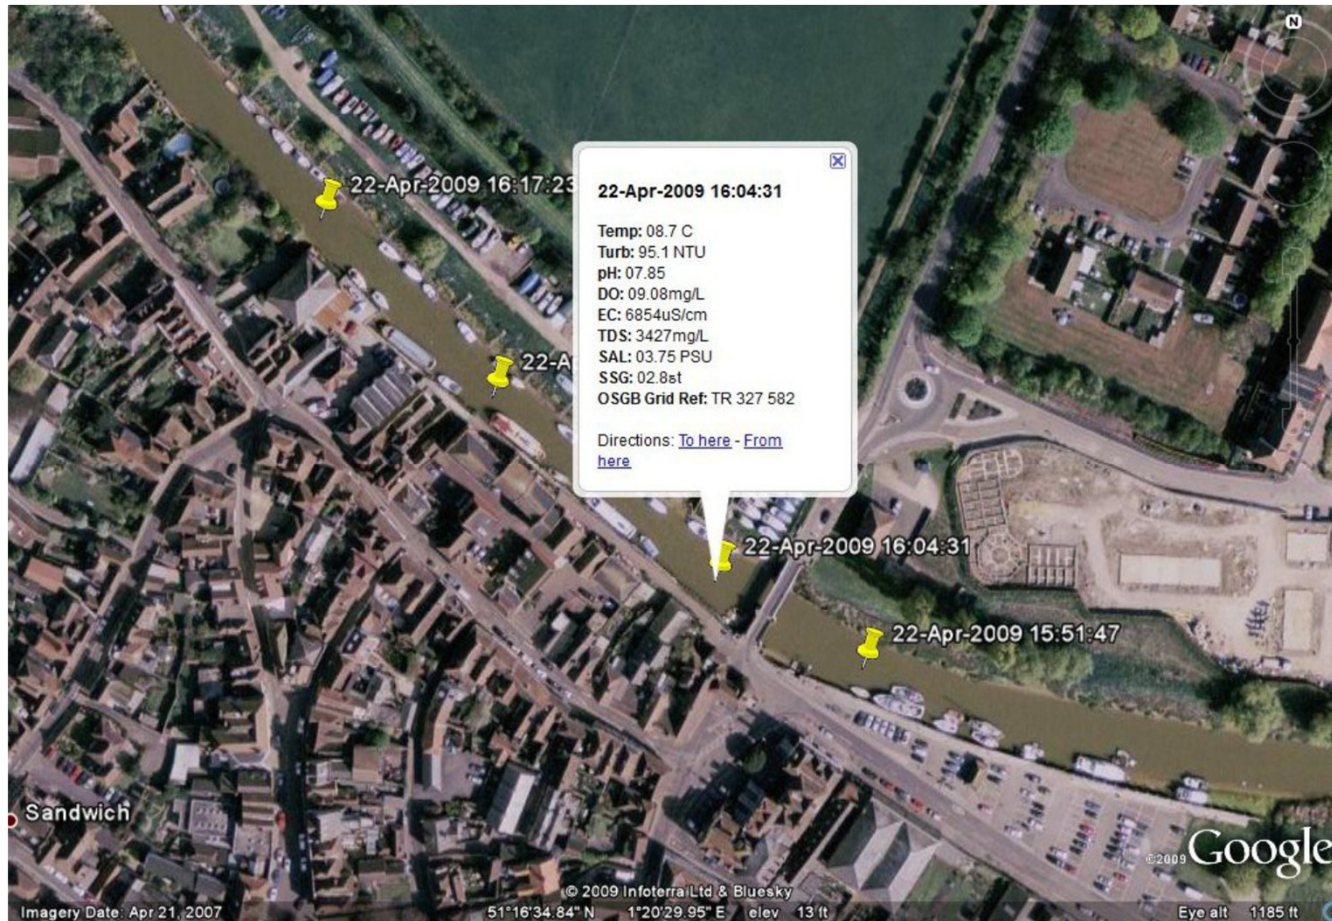 N
22-Apr-2009 16:17:23
22-Apr-2009 16:04:31
Temp: 08.7 C
Turb: 95.1 NTU
pH: 07.85
DO: 09.08mg/L
EC: 6854uS/cm
TDS: 3427mg/L
SAL: 03.75 PSU
SSG: 02.8st
OSGB Grid Ref: TR 327 582
Directions: To here - From
here
22-A
22-Apr-2009 16:04:31
22-Apr-2009 15:51:47
Sandwich
©2009 Google
© 2009 Infoterra Ltd & Bluesky
Imagery Date: Apr 21, 2007 51°16'34.84" N 1°20'29.95" E elev 13 ft Eye alt 1185 ft